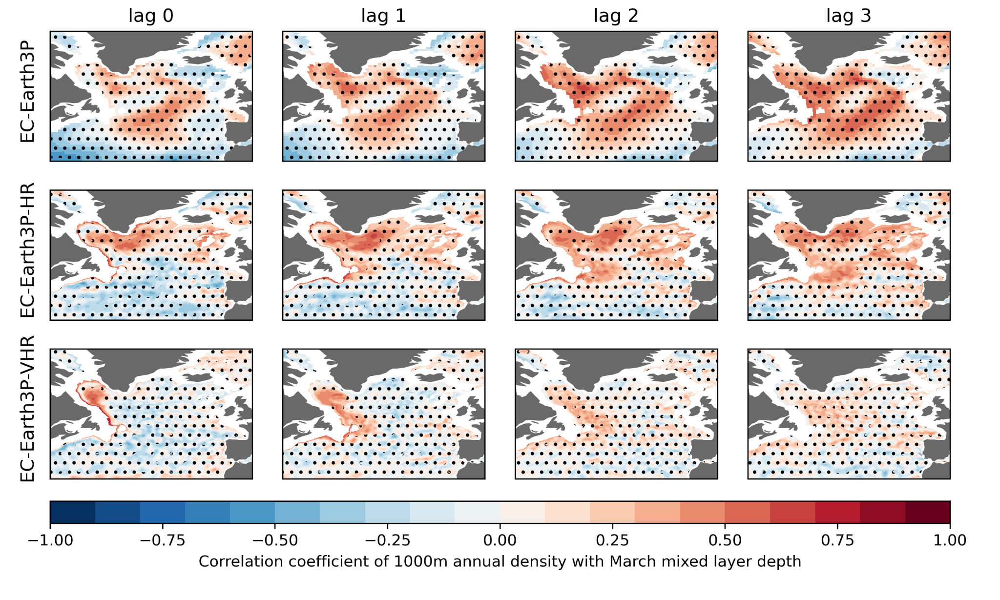 lag 0 lag 1 lag 2 lag 3
EC-Earth3P
EC-Earth3P-HR
EC-Earth3P-VHR
−1.00 −0.75 −0.50 −0.25 0.00 0.25 0.50 0.75 1.00
Correlation coefficient of 1000m annual density with March mixed layer depth